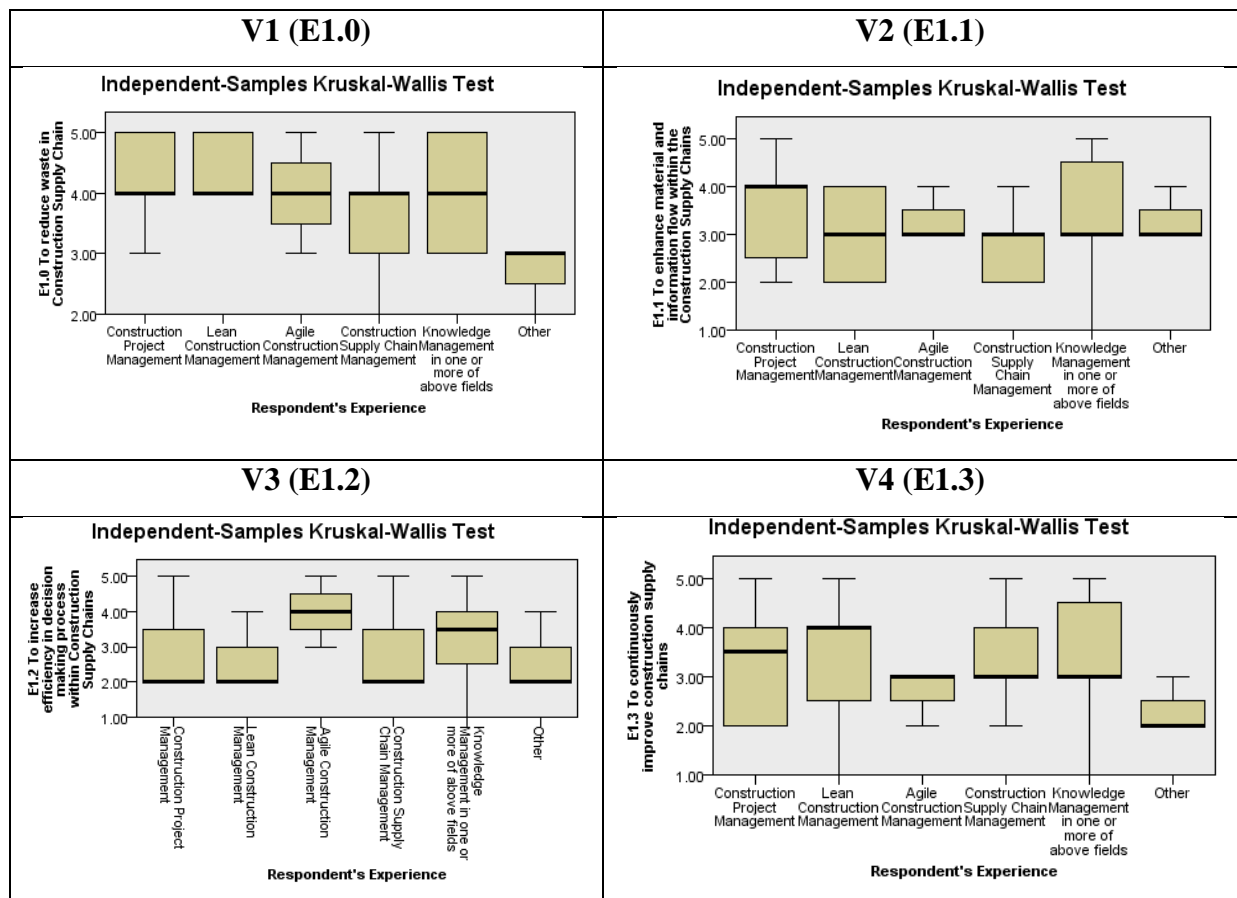 V1 (E1.0)
V2 (E1.1)
Independent-Samples Kruskal-Wallis Test
E1.0 To reduce waste in
Construction Supply Chain
5.00
4.00
3.00
2.00
Construction
Project
Management
Lean
Construction
Management
Agile
Construction
Management
Construction
Supply Chain
Management
Knowledge
Management
in one or
more of
above fields
Other
Respondent's Experience
Independent-Samples Kruskal-Wallis Test
E1.1 To enhance material and
information flow within the
Construction Supply Chains
5.00
4.00
3.00
2.00
1.00
Construction
Project
Management
Lean
Construction
Management
Agile
Construction
Management
Construction
Supply
Chain
Management
Knowledge
Management
in one or
more of
above fields
Other
Respondent's Experience
V3 (E1.2)
V4 (E1.3)
Independent-Samples Kruskal-Wallis Test
E1.2 To increase
efficiency in decision
making process
within Construction
Supply Chains
5.00
4.00
3.00
2.00
1.00
Construction Project
Management
Lean Construction
Management
Agile Construction
Management
Construction Supply
Chain Management
Knowledge
Management in one or
more of above fields
Other
Respondent's Experience
Independent-Samples Kruskal-Wallis Test
E1.3 To continuously
improve construction supply
chains
5.00
4.00
3.00
2.00
1.00
Construction
Project
Management
Lean
Construction
Management
Agile
Construction
Management
Construction
Supply Chain
Management
Knowledge
Management
in one or
more of
above fields
Other
Respondent's Experience